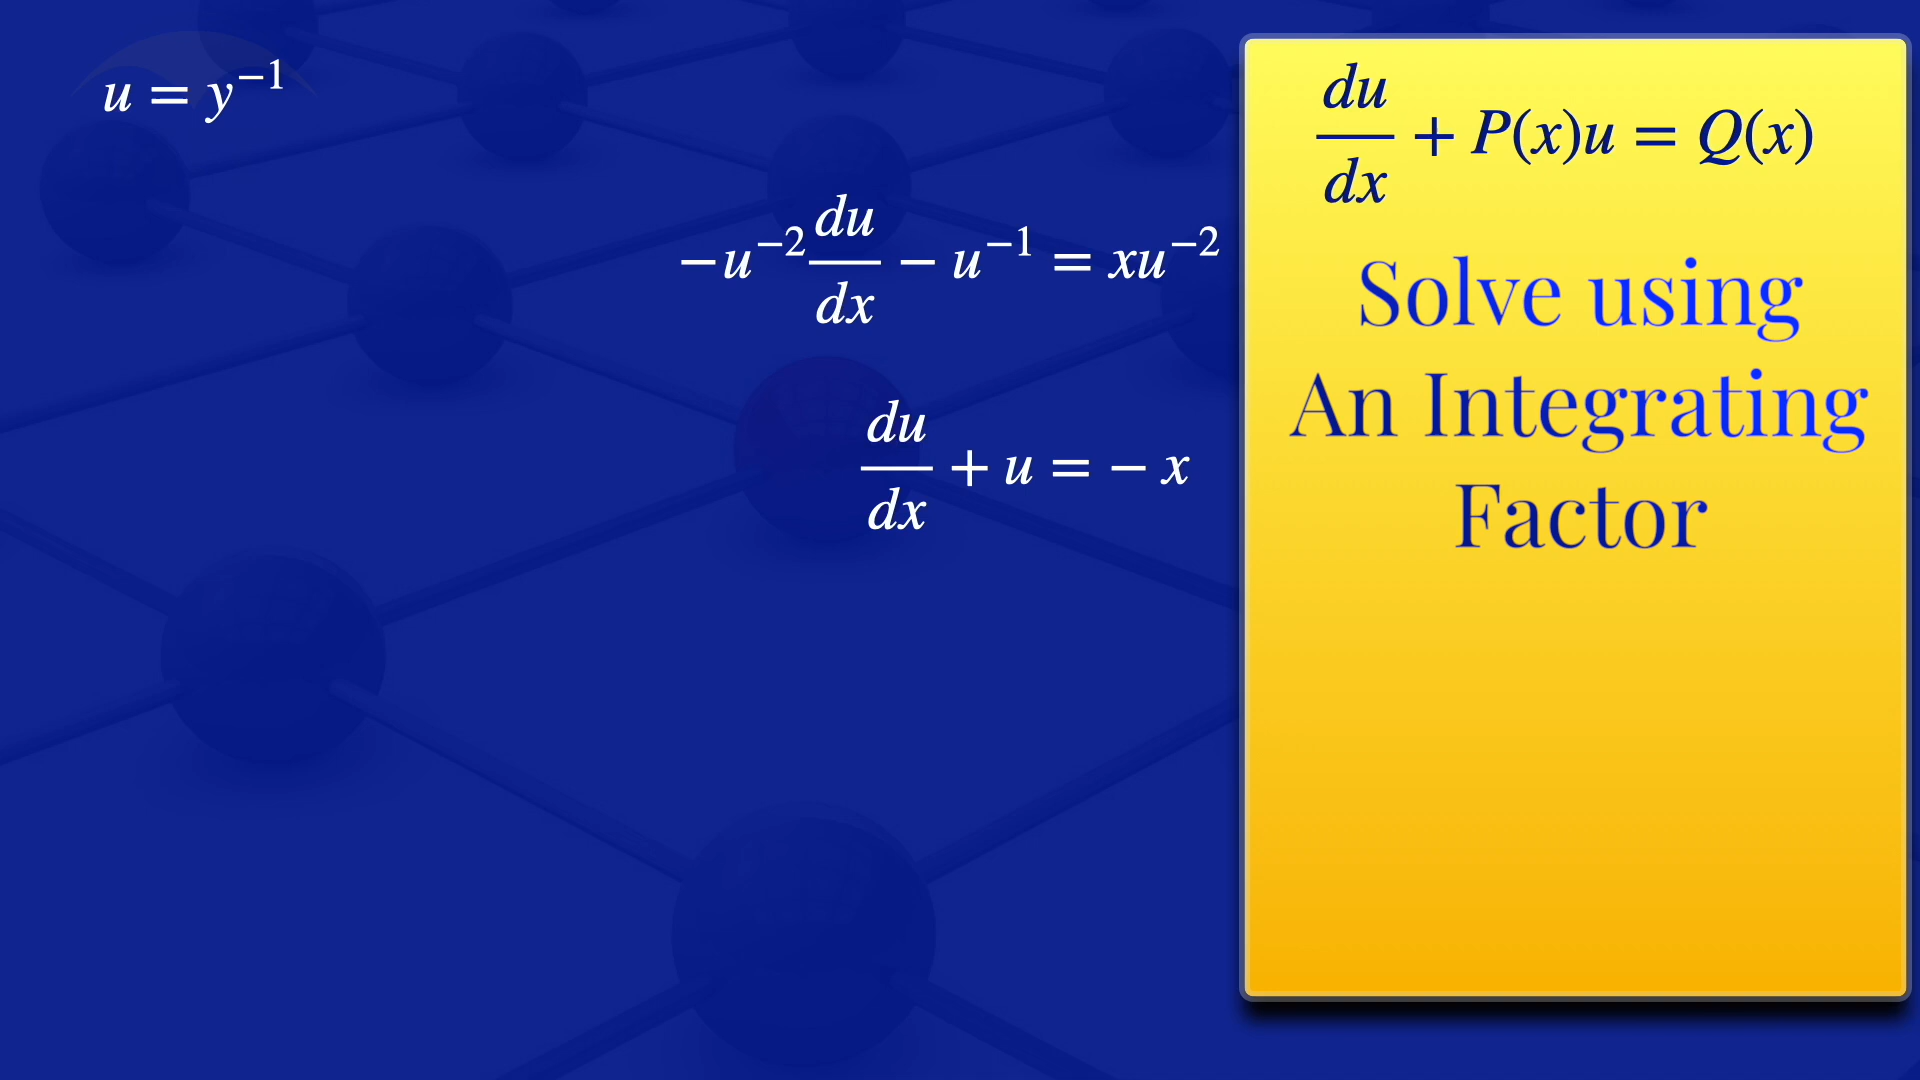 u = y⁻¹
−u⁻² du/dx − u⁻¹ = xu⁻²
du/dx + u = − x
du/dx + P(x)u = Q(x)
Solve using
An Integrating
Factor